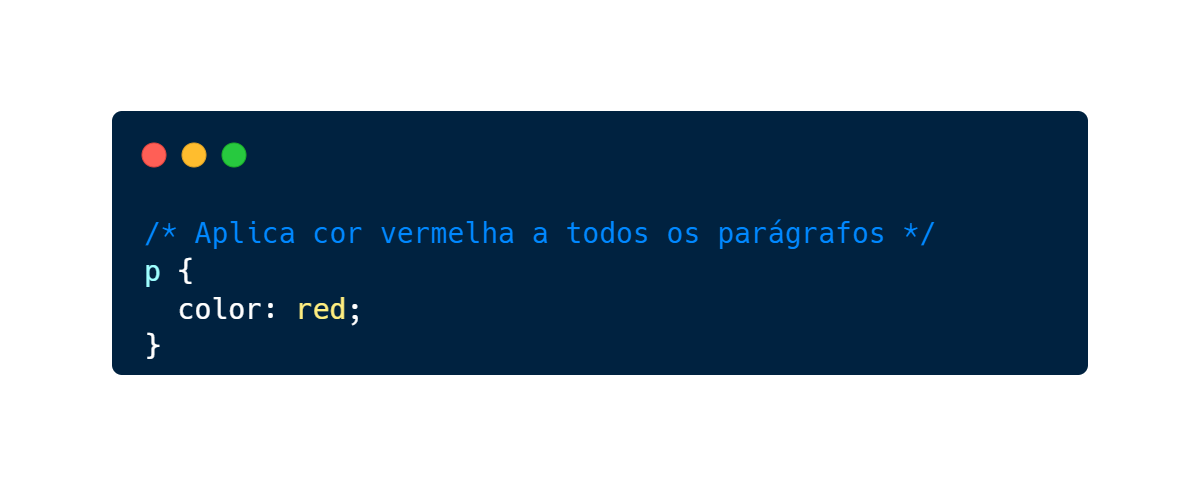 /* Aplica cor vermelha a todos os parágrafos */
p {
  color: red;
}